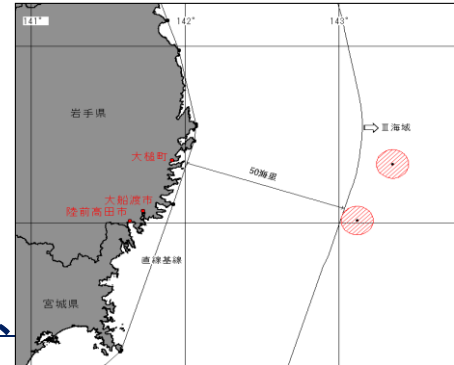 141°
142°
143°
岩手県
Ⅲ海域
大槌町
50海里
大船渡市
陸前高田市
直線基線
宮城県